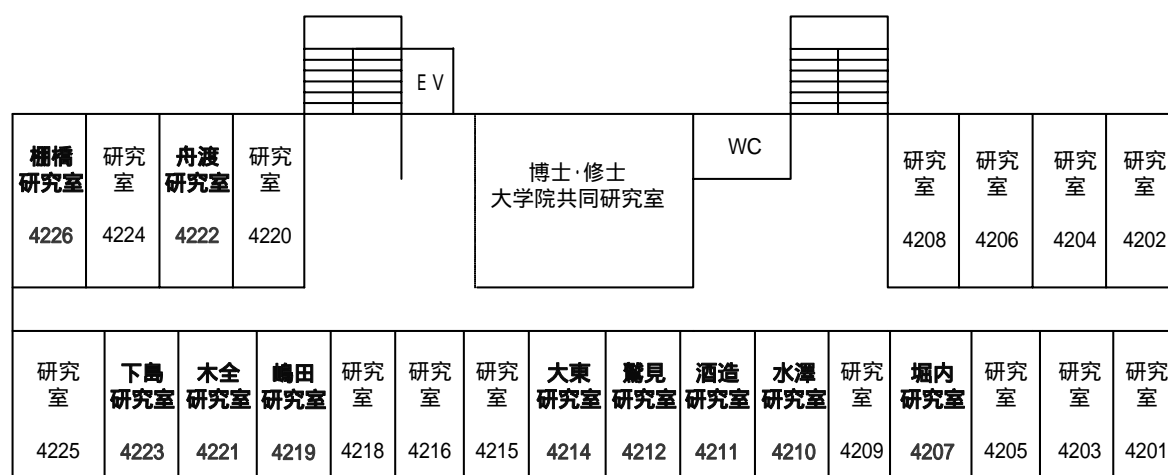 EV
棚橋
研究室
4226
研究
室
4224
舟渡
研究室
4222
研究
室
4220
博士・修士
大学院共同研究室
WC
研究
室
4208
研究
室
4206
研究
室
4204
研究
室
4202
研究
室
4225
下島
研究室
4223
木全
研究室
4221
嶋田
研究室
4219
研究
室
4218
研究
室
4216
研究
室
4215
大東
研究室
4214
鷲見
研究室
4212
酒造
研究室
4211
水澤
研究室
4210
研究
室
4209
堀内
研究室
4207
研究
室
4205
研究
室
4203
研究
室
4201